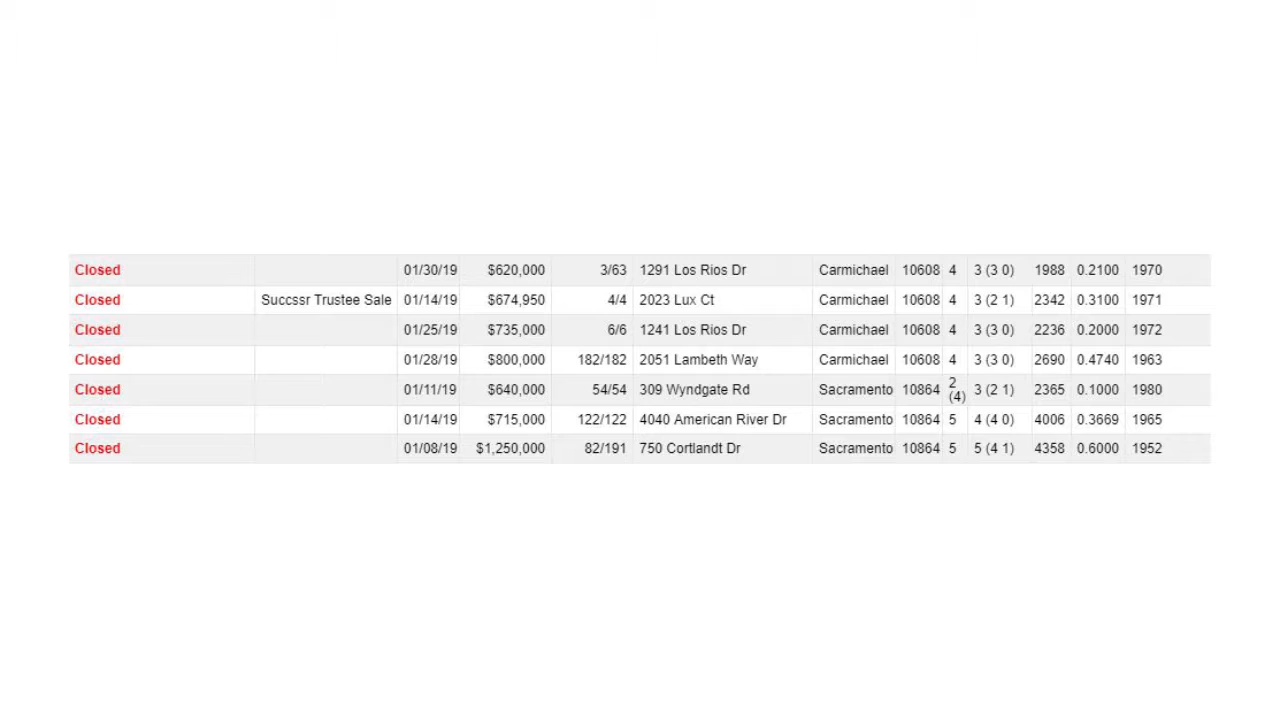 Closed 01/30/19 $620,000 3/63 1291 Los Rios Dr Carmichael 10608 4 3 (3 0) 1988 0.2100 1970
Closed Succssr Trustee Sale 01/14/19 $674,950 4/4 2023 Lux Ct Carmichael 10608 4 3 (2 1) 2342 0.3100 1971
Closed 01/25/19 $735,000 6/6 1241 Los Rios Dr Carmichael 10608 4 3 (3 0) 2236 0.2000 1972
Closed 01/28/19 $800,000 182/182 2051 Lambeth Way Carmichael 10608 4 3 (3 0) 2690 0.4740 1963
Closed 01/11/19 $640,000 54/54 309 Wyndgate Rd Sacramento 10864 2 (4) 3 (2 1) 2365 0.1000 1980
Closed 01/14/19 $715,000 122/122 4040 American River Dr Sacramento 10864 5 4 (4 0) 4006 0.3669 1965
Closed 01/08/19 $1,250,000 82/191 750 Cortlandt Dr Sacramento 10864 5 5 (4 1) 4358 0.6000 1952